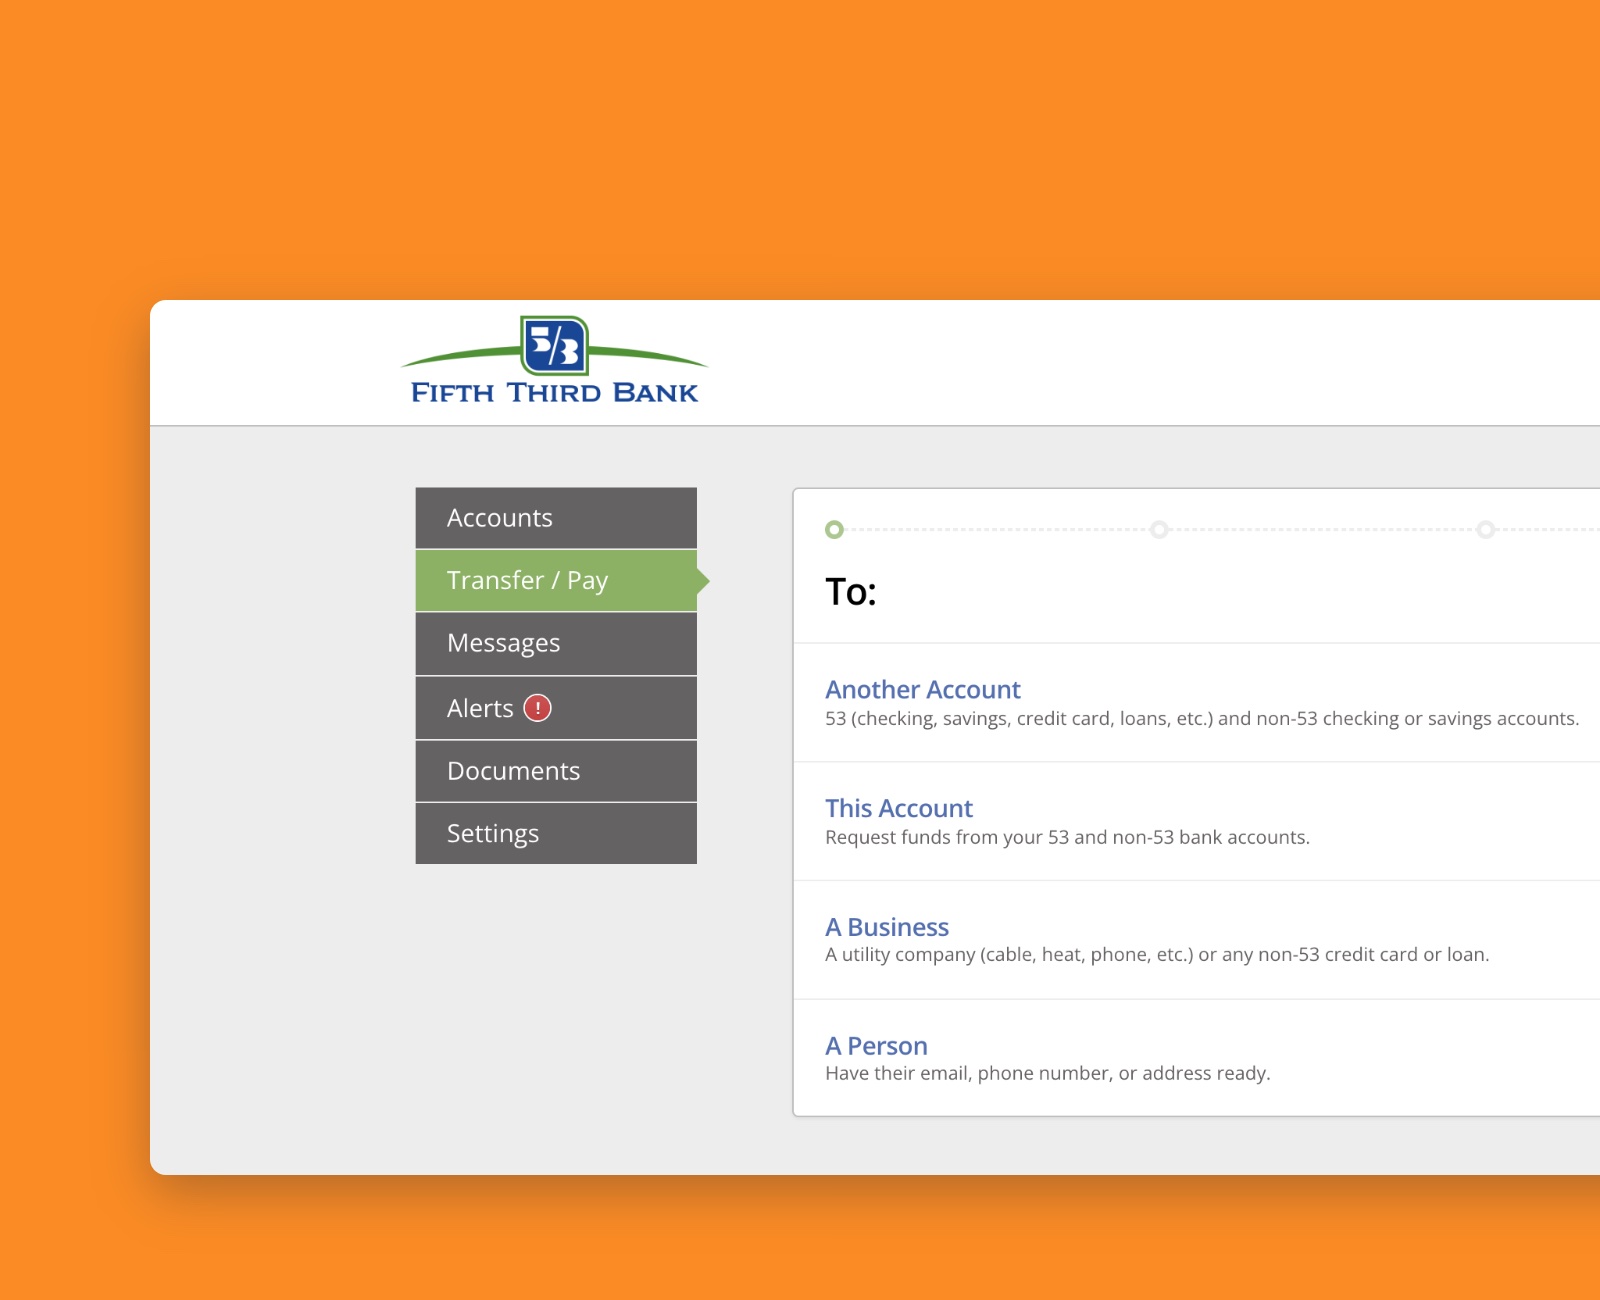 5/3
FIFTH THIRD BANK
Accounts
Transfer / Pay
Messages
Alerts !
Documents
Settings
To:
Another Account
53 (checking, savings, credit card, loans, etc.) and non-53 checking or savings accounts.
This Account
Request funds from your 53 and non-53 bank accounts.
A Business
A utility company (cable, heat, phone, etc.) or any non-53 credit card or loan.
A Person
Have their email, phone number, or address ready.